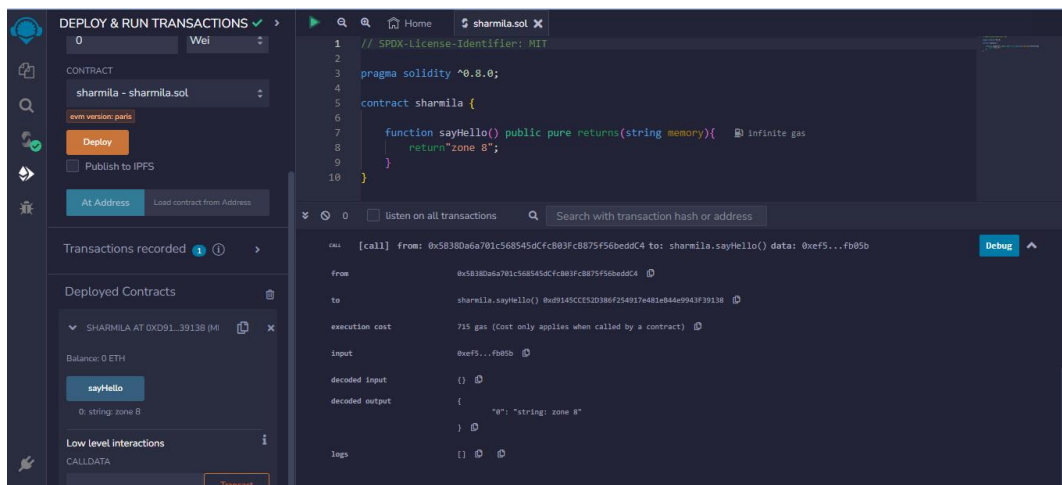 DEPLOY & RUN TRANSACTIONS
0 Wei
CONTRACT
sharmila - sharmila.sol
evm version: paris
Deploy
Publish to IPFS
At Address Load contract from Address
Transactions recorded 1 i
Deployed Contracts
SHARMILA AT 0XD91...39138 (MI
Balance: 0 ETH
sayHello
0: string: zone 8
Low level interactions i
CALLDATA
Transact
Home sharmila.sol
1 // SPDX-License-Identifier: MIT
2
3 pragma solidity ^0.8.0;
4
5 contract sharmila {
6
7 function sayHello() public pure returns(string memory){ infinite gas
8 return"zone 8";
9 }
10 }
0 listen on all transactions Search with transaction hash or address
CALL [call] from: 0x5B38Da6a701c568545dCfcB03FcB875f56beddC4 to: sharmila.sayHello() data: 0xef5...fb05b Debug
from 0x5B38Da6a701c568545dCfcB03FcB875f56beddC4
to sharmila.sayHello() 0xd9145CCE52D386f254917e481eB44e9943F39138
execution cost 715 gas (Cost only applies when called by a contract)
input 0xef5...fb05b
decoded input {}
decoded output {
"0": "string: zone 8"
}
logs []